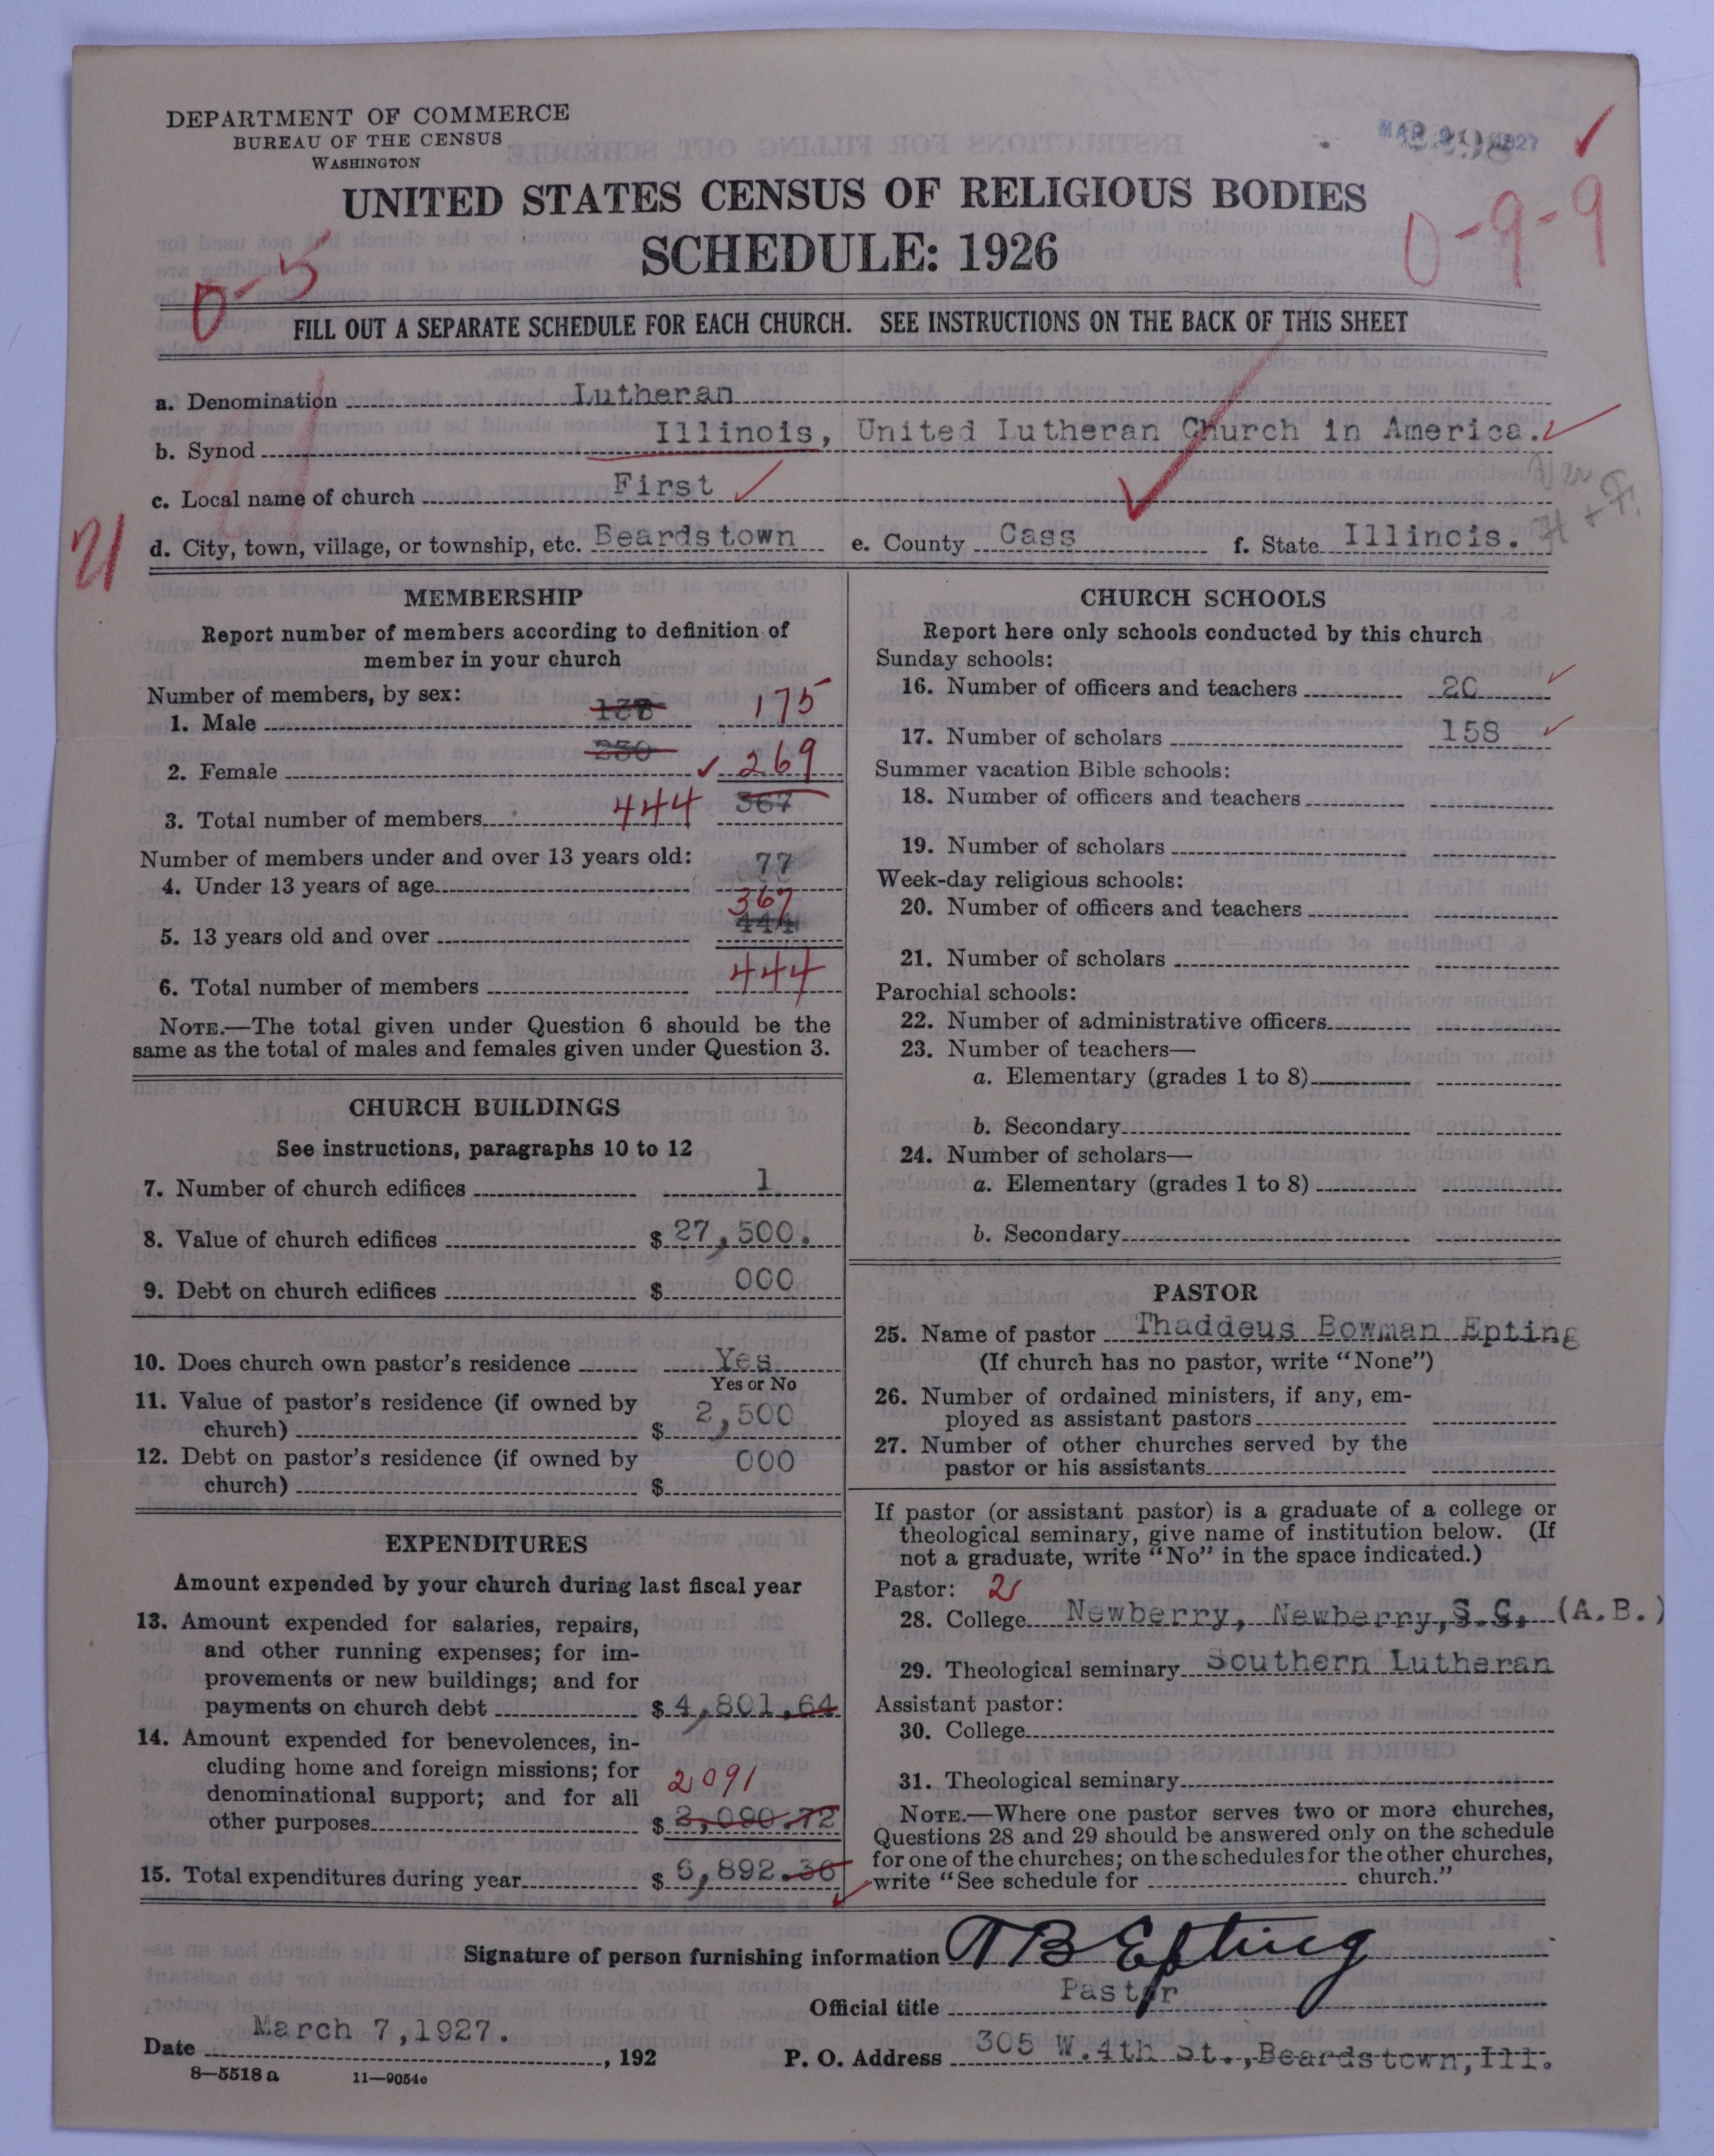 DEPARTMENT OF COMMERCE
BUREAU OF THE CENSUS
WASHINGTON
MAR 1927
UNITED STATES CENSUS OF RELIGIOUS BODIES
SCHEDULE: 1926
0-5
0-9-9
FILL OUT A SEPARATE SCHEDULE FOR EACH CHURCH. SEE INSTRUCTIONS ON THE BACK OF THIS SHEET
a. Denomination Lutheran
b. Synod Illinois, United Lutheran Church in America.
c. Local name of church First
d. City, town, village, or township, etc. Beardstown e. County Cass f. State Illinois.
21
MEMBERSHIP
Report number of members according to definition of
member in your church
Number of members, by sex:
1. Male 175
2. Female 269
3. Total number of members 444 367
Number of members under and over 13 years old:
4. Under 13 years of age 77
5. 13 years old and over 367 444
6. Total number of members 444
NOTE.—The total given under Question 6 should be the
same as the total of males and females given under Question 3.
CHURCH BUILDINGS
See instructions, paragraphs 10 to 12
7. Number of church edifices 1
8. Value of church edifices $ 27,500.
9. Debt on church edifices $ 000
10. Does church own pastor's residence Yes
Yes or No
11. Value of pastor's residence (if owned by
church) $ 2,500
12. Debt on pastor's residence (if owned by
church) $ 000
EXPENDITURES
Amount expended by your church during last fiscal year
13. Amount expended for salaries, repairs,
and other running expenses; for im-
provements or new buildings; and for
payments on church debt $ 4,801.64
14. Amount expended for benevolences, in-
cluding home and foreign missions; for
denominational support; and for all
other purposes 2091 $ 2,090.72
15. Total expenditures during year $ 6,892.36
CHURCH SCHOOLS
Report here only schools conducted by this church
Sunday schools:
16. Number of officers and teachers 20
17. Number of scholars 158
Summer vacation Bible schools:
18. Number of officers and teachers
19. Number of scholars
Week-day religious schools:
20. Number of officers and teachers
21. Number of scholars
Parochial schools:
22. Number of administrative officers
23. Number of teachers—
a. Elementary (grades 1 to 8)
b. Secondary
24. Number of scholars—
a. Elementary (grades 1 to 8)
b. Secondary
PASTOR
25. Name of pastor Thaddeus Bowman Epting
(If church has no pastor, write "None")
26. Number of ordained ministers, if any, em-
ployed as assistant pastors
27. Number of other churches served by the
pastor or his assistants
If pastor (or assistant pastor) is a graduate of a college or
theological seminary, give name of institution below. (If
not a graduate, write "No" in the space indicated.)
Pastor: 2
28. College Newberry, Newberry,S.C. (A.B.)
29. Theological seminary Southern Lutheran
Assistant pastor:
30. College
31. Theological seminary
NOTE.—Where one pastor serves two or more churches,
Questions 28 and 29 should be answered only on the schedule
for one of the churches; on the schedules for the other churches,
write "See schedule for church."
Signature of person furnishing information T B Epting
Official title Pastor
Date March 7,1927. , 192
P. O. Address 305 W.4th St.,Beardstown,Ill.
8—5518 a 11—9054e